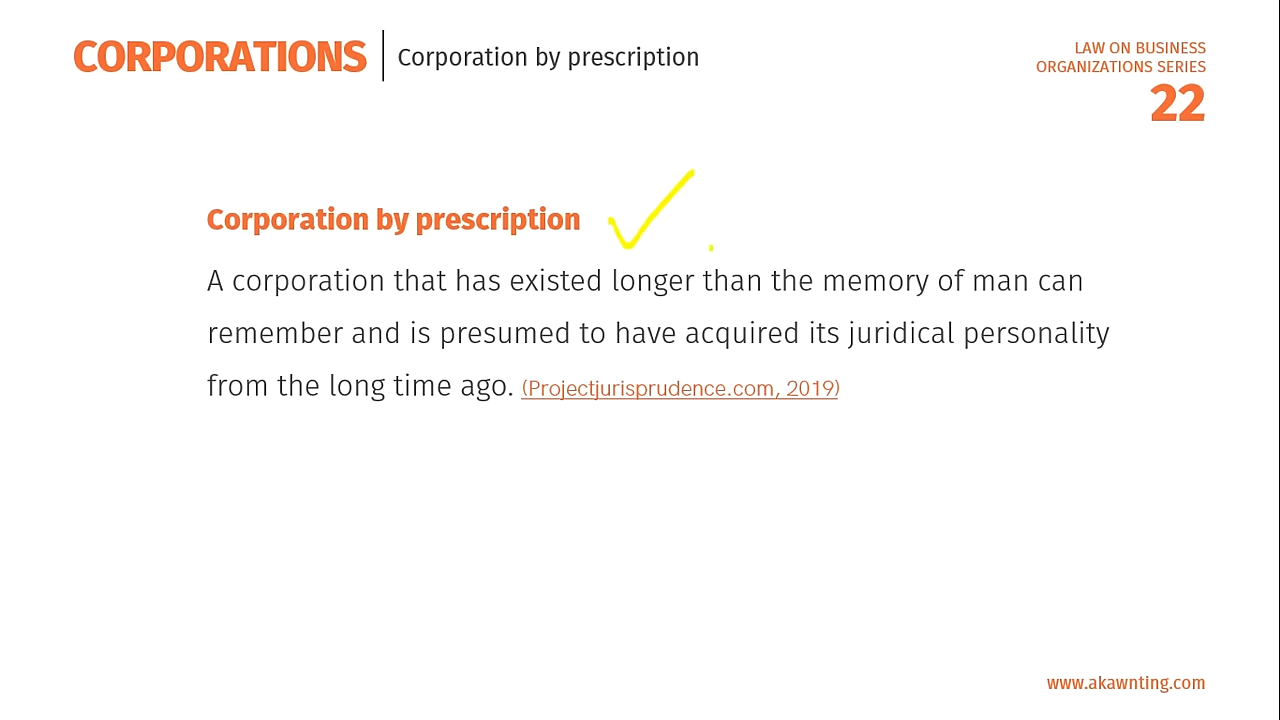 CORPORATIONS
Corporation by prescription
LAW ON BUSINESS
ORGANIZATIONS SERIES
22
Corporation by prescription
A corporation that has existed longer than the memory of man can
remember and is presumed to have acquired its juridical personality
from the long time ago. (Projectjurisprudence.com, 2019)
www.akawnting.com